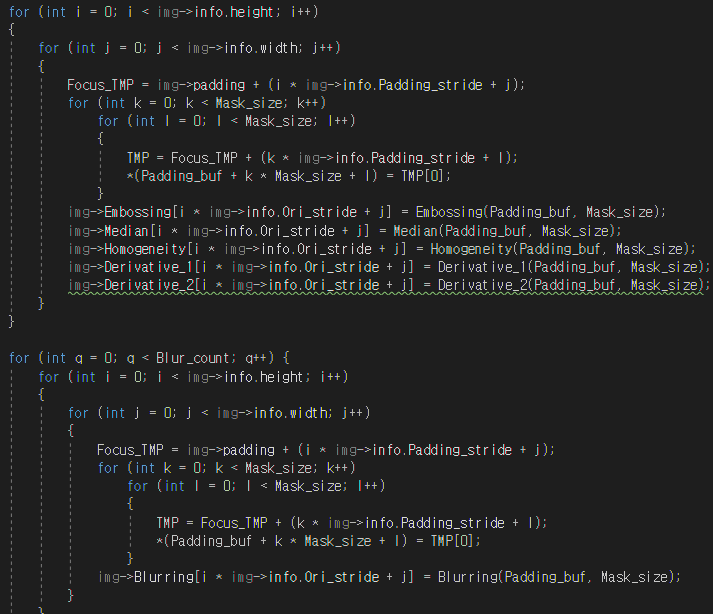 for (int i = 0; i < img->info.height; i++)
{
for (int j = 0; j < img->info.width; j++)
{
Focus_TMP = img->padding + (i * img->info.Padding_stride + j);
for (int k = 0; k < Mask_size; k++)
for (int l = 0; l < Mask_size; l++)
{
TMP = Focus_TMP + (k * img->info.Padding_stride + l);
*(Padding_buf + k * Mask_size + l) = TMP[0];
}
img->Embossing[i * img->info.Ori_stride + j] = Embossing(Padding_buf, Mask_size);
img->Median[i * img->info.Ori_stride + j] = Median(Padding_buf, Mask_size);
img->Homogeneity[i * img->info.Ori_stride + j] = Homogeneity(Padding_buf, Mask_size);
img->Derivative_1[i * img->info.Ori_stride + j] = Derivative_1(Padding_buf, Mask_size);
img->Derivative_2[i * img->info.Ori_stride + j] = Derivative_2(Padding_buf, Mask_size);
}
}
for (int q = 0; q < Blur_count; q++) {
for (int i = 0; i < img->info.height; i++)
{
for (int j = 0; j < img->info.width; j++)
{
Focus_TMP = img->padding + (i * img->info.Padding_stride + j);
for (int k = 0; k < Mask_size; k++)
for (int l = 0; l < Mask_size; l++)
{
TMP = Focus_TMP + (k * img->info.Padding_stride + l);
*(Padding_buf + k * Mask_size + l) = TMP[0];
}
img->Blurring[i * img->info.Ori_stride + j] = Blurring(Padding_buf, Mask_size);
}
}